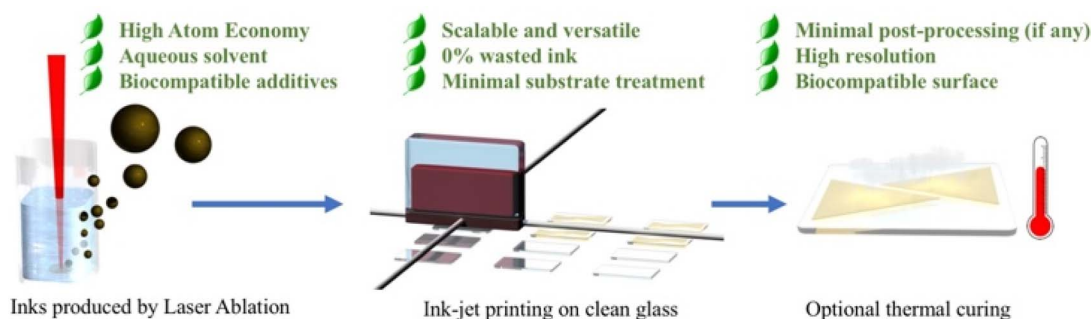 High Atom Economy
Aqueous solvent
Biocompatible additives
Scalable and versatile
0% wasted ink
Minimal substrate treatment
Minimal post-processing (if any)
High resolution
Biocompatible surface
Inks produced by Laser Ablation
Ink-jet printing on clean glass
Optional thermal curing